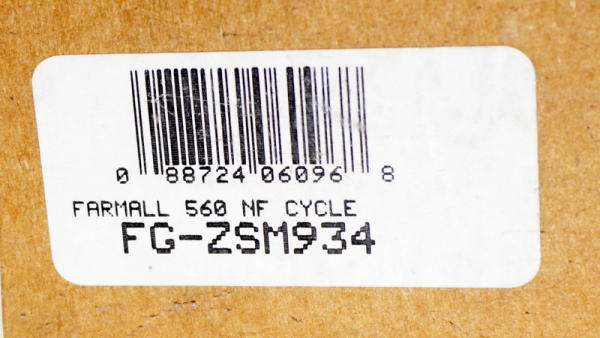 0 88724 06096 8
FARMALL 560 NF CYCLE
FG-ZSM934